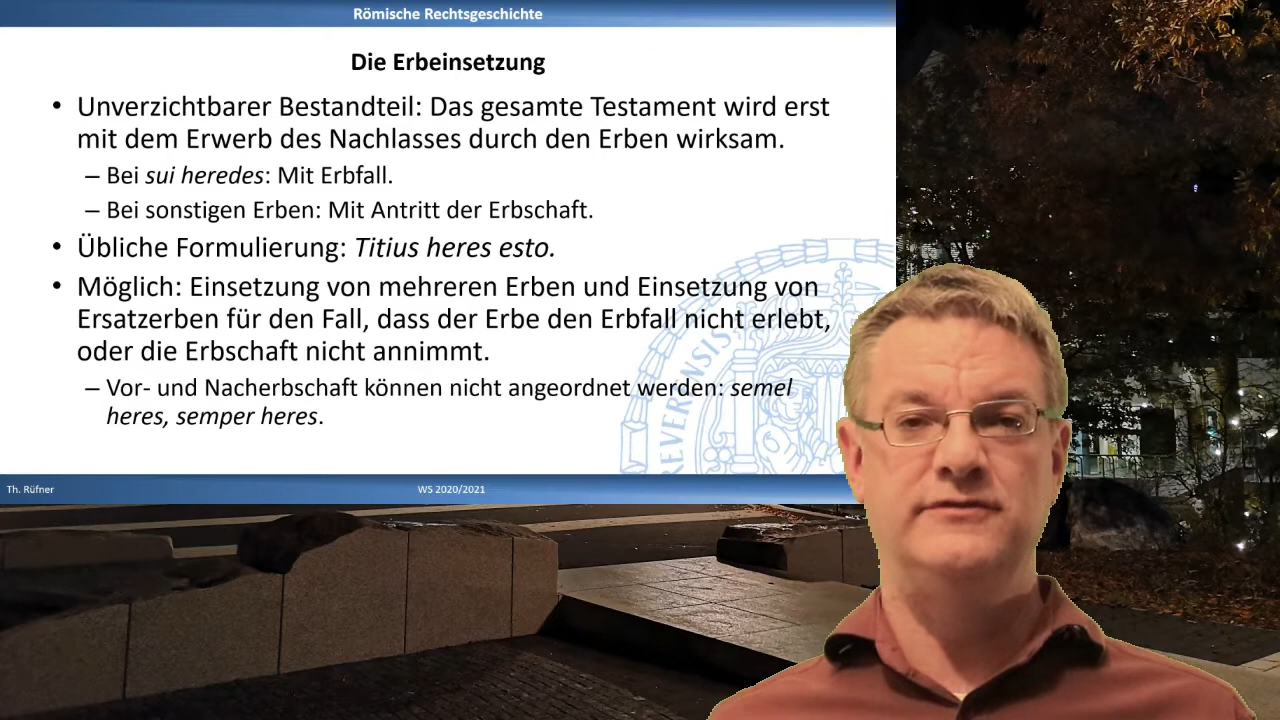 Römische Rechtsgeschichte
Die Erbeinsetzung
• Unverzichtbarer Bestandteil: Das gesamte Testament wird erst
mit dem Erwerb des Nachlasses durch den Erben wirksam.
– Bei sui heredes: Mit Erbfall.
– Bei sonstigen Erben: Mit Antritt der Erbschaft.
• Übliche Formulierung: Titius heres esto.
• Möglich: Einsetzung von mehreren Erben und Einsetzung von
Ersatzerben für den Fall, dass der Erbe den Erbfall nicht erlebt,
oder die Erbschaft nicht annimmt.
– Vor- und Nacherbschaft können nicht angeordnet werden: semel
heres, semper heres.
Th. Rüfner
WS 2020/2021